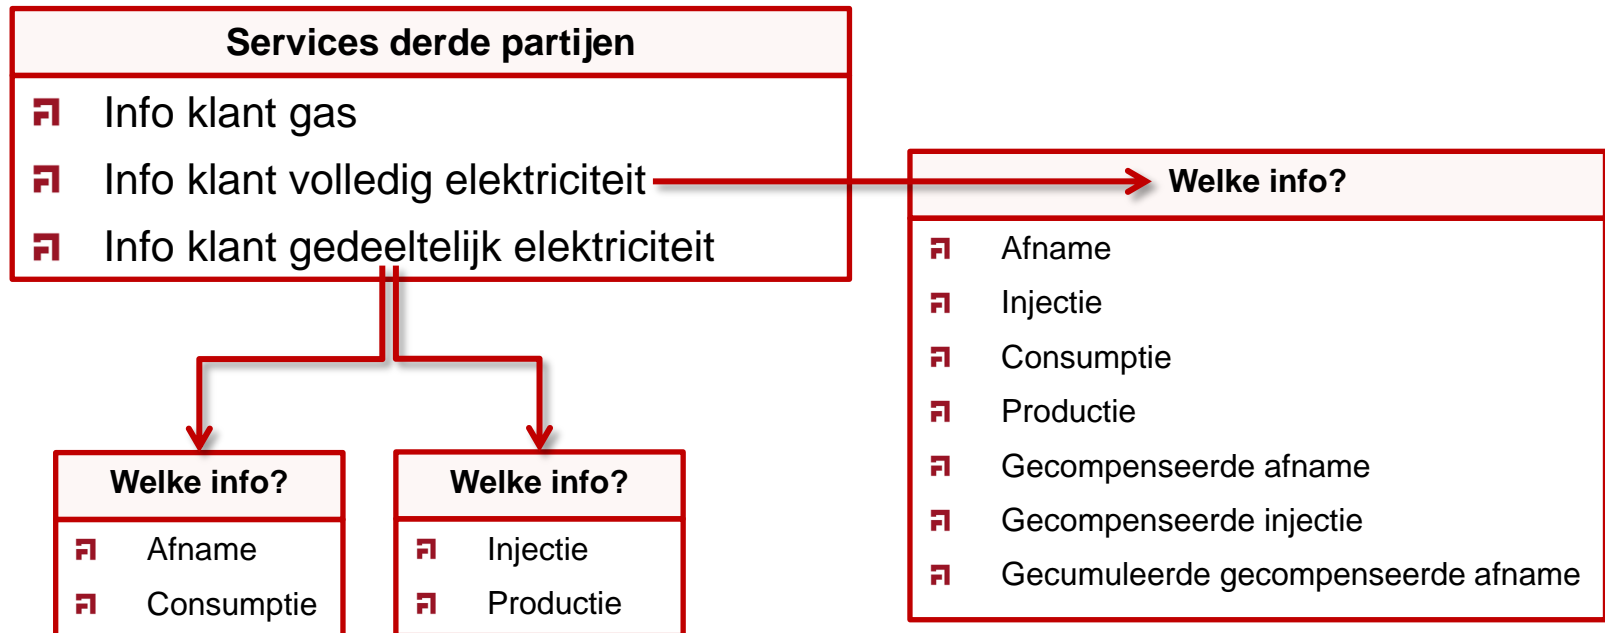 Services derde partijen
Info klant gas
Info klant volledig elektriciteit
Info klant gedeeltelijk elektriciteit
Welke info?
Afname
Injectie
Consumptie
Productie
Gecompenseerde afname
Gecompenseerde injectie
Gecumuleerde gecompenseerde afname
Welke info?
Afname
Consumptie
Welke info?
Injectie
Productie